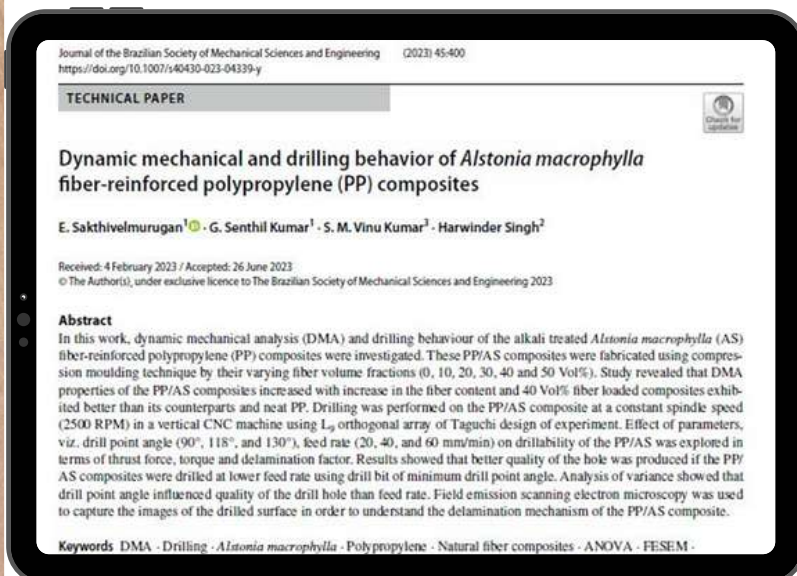 Journal of the Brazilian Society of Mechanical Sciences and Engineering (2023) 45:400
https://doi.org/10.1007/s40430-023-04339-y
TECHNICAL PAPER
Check for
updates
Dynamic mechanical and drilling behavior of Alstonia macrophylla
fiber-reinforced polypropylene (PP) composites
E. Sakthivelmurugan¹ · G. Senthil Kumar¹ · S. M. Vinu Kumar³ · Harwinder Singh²
Received: 4 February 2023 / Accepted: 26 June 2023
© The Author(s), under exclusive licence to The Brazilian Society of Mechanical Sciences and Engineering 2023
Abstract
In this work, dynamic mechanical analysis (DMA) and drilling behaviour of the alkali treated Alstonia macrophylla (AS)
fiber-reinforced polypropylene (PP) composites were investigated. These PP/AS composites were fabricated using compres-
sion moulding technique by their varying fiber volume fractions (0, 10, 20, 30, 40 and 50 Vol%). Study revealed that DMA
properties of the PP/AS composites increased with increase in the fiber content and 40 Vol% fiber loaded composites exhib-
ited better than its counterparts and neat PP. Drilling was performed on the PP/AS composite at a constant spindle speed
(2500 RPM) in a vertical CNC machine using L₉ orthogonal array of Taguchi design of experiment. Effect of parameters,
viz. drill point angle (90°, 118°, and 130°), feed rate (20, 40, and 60 mm/min) on drillability of the PP/AS was explored in
terms of thrust force, torque and delamination factor. Results showed that better quality of the hole was produced if the PP/
AS composites were drilled at lower feed rate using drill bit of minimum drill point angle. Analysis of variance showed that
drill point angle influenced quality of the drill hole than feed rate. Field emission scanning electron microscopy was used
to capture the images of the drilled surface in order to understand the delamination mechanism of the PP/AS composite.
Keywords DMA · Drilling · Alstonia macrophylla · Polypropylene · Natural fiber composites · ANOVA · FESEM ·